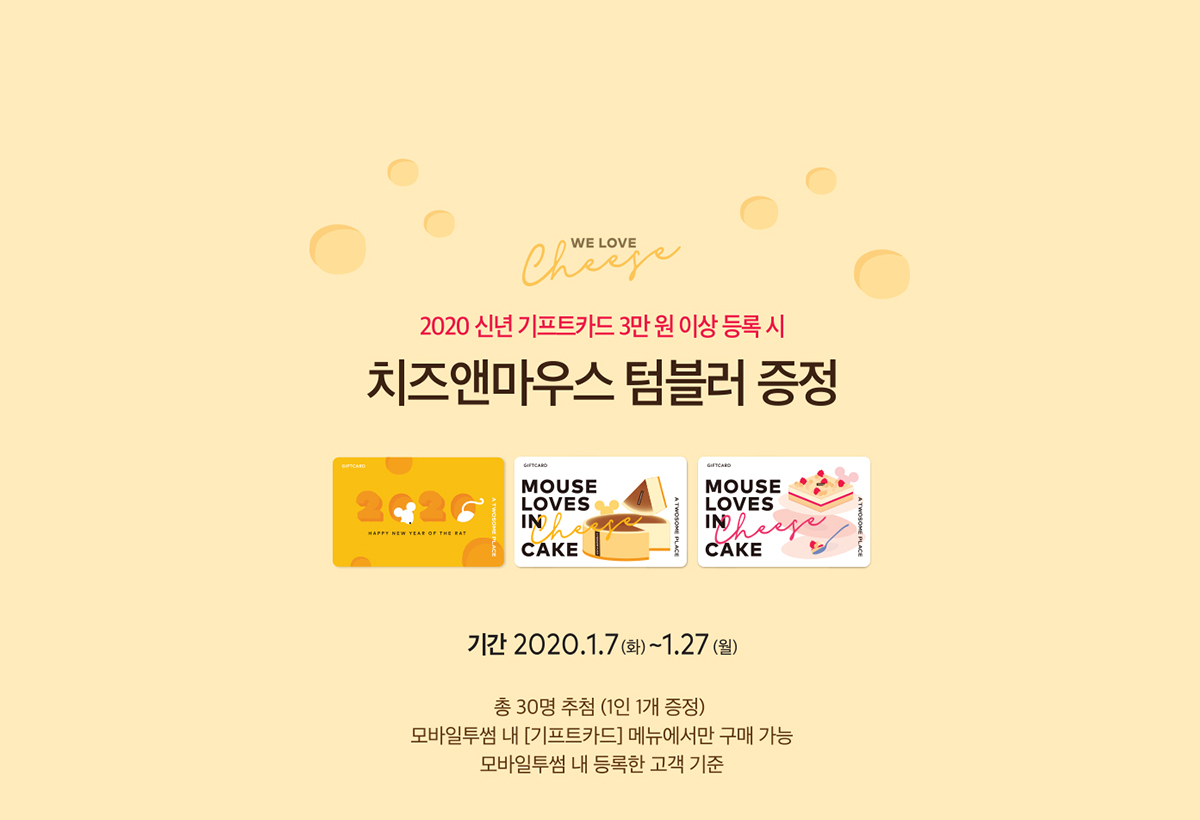 WE LOVE
Cheese
2020 신년 기프트카드 3만 원 이상 등록 시
치즈앤마우스 텀블러 증정
GIFTCARD
2020
HAPPY NEW YEAR OF THE RAT
A TWOSOME PLACE
GIFTCARD
MOUSE
LOVES
IN Cheese
CAKE
A TWOSOME PLACE
GIFTCARD
MOUSE
LOVES
IN Cheese
CAKE
A TWOSOME PLACE
기간 2020.1.7(화)~1.27(월)
총 30명 추첨 (1인 1개 증정)
모바일투썸 내 [기프트카드] 메뉴에서만 구매 가능
모바일투썸 내 등록한 고객 기준